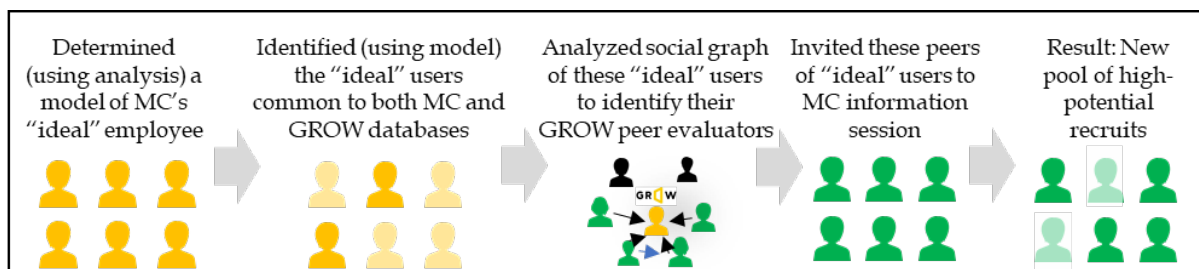 Determined
(using analysis) a
model of MC's
"ideal" employee
Identified (using model)
the "ideal" users
common to both MC and
GROW databases
Analyzed social graph
of these "ideal" users
to identify their
GROW peer evaluators
GROW
Invited these peers
of "ideal" users to
MC information
session
Result: New
pool of high-
potential
recruits